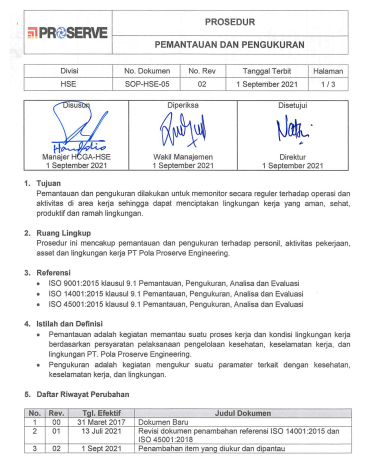 PROSERVE
PROSEDUR
PEMANTAUAN DAN PENGUKURAN
Divisi No. Dokumen No. Rev Tanggal Terbit Halaman
HSE SOP-HSE-05 02 1 September 2021 1 / 3
Disusun Diperiksa Disetujui
Manajer HCGA-HSE Wakil Manajemen Direktur
1 September 2021 1 September 2021 1 September 2021
1. Tujuan
Pemantauan dan pengukuran dilakukan untuk memonitor secara reguler terhadap operasi dan
aktivitas di area kerja sehingga dapat menciptakan lingkungan kerja yang aman, sehat,
produktif dan ramah lingkungan.
2. Ruang Lingkup
Prosedur ini mencakup pemantauan dan pengukuran terhadap personil, aktivitas pekerjaan,
asset dan lingkungan kerja PT Pola Proserve Engineering.
3. Referensi
• ISO 9001:2015 klausul 9.1 Pemantauan, Pengukuran, Analisa dan Evaluasi
• ISO 14001:2015 klausul 9.1 Pemantauan, Pengukuran, Analisa dan Evaluasi
• ISO 45001:2015 klausul 9.1 Pemantauan, Pengukuran, Analisa dan Evaluasi
4. Istilah dan Definisi
• Pemantauan adalah kegiatan memantau suatu proses kerja dan kondisi lingkungan kerja
berdasarkan persyaratan pelaksanaan pengelolaan kesehatan, keselamatan kerja, dan
lingkungan PT. Pola Proserve Engineering.
• Pengukuran adalah kegiatan mengukur suatu paramater terkait dengan kesehatan,
keselamatan kerja, dan lingkungan.
5. Daftar Riwayat Perubahan
No. Rev. Tgl. Efektif Judul Dokumen
1 00 31 Maret 2017 Dokumen Baru
2 01 13 Juli 2021 Revisi dokumen penambahan referensi ISO 14001:2015 dan
ISO 45001:2018
3 02 1 Sept 2021 Penambahan item yang diukur dan dipantau